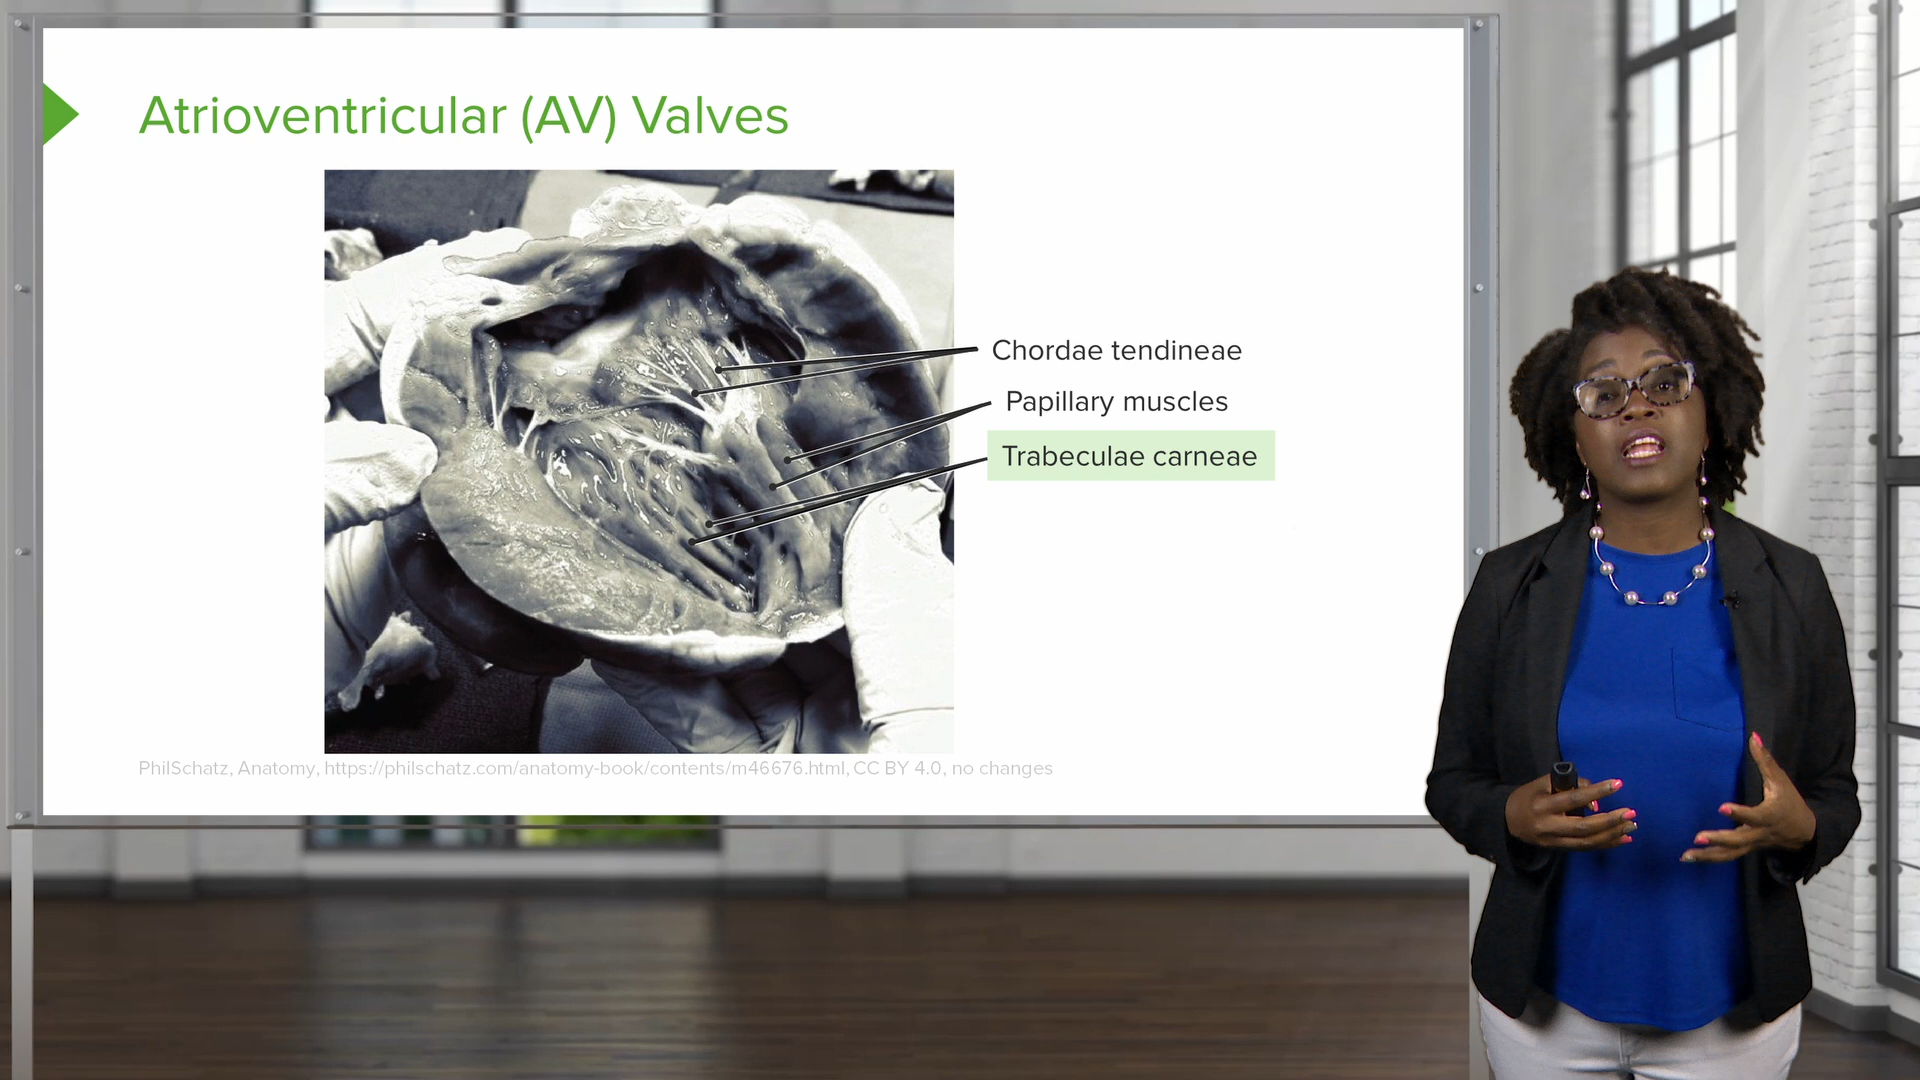 Atrioventricular (AV) Valves
Chordae tendineae
Papillary muscles
Trabeculae carneae
PhilSchatz, Anatomy, https://philschatz.com/anatomy-book/contents/m46676.html, CC BY 4.0, no changes